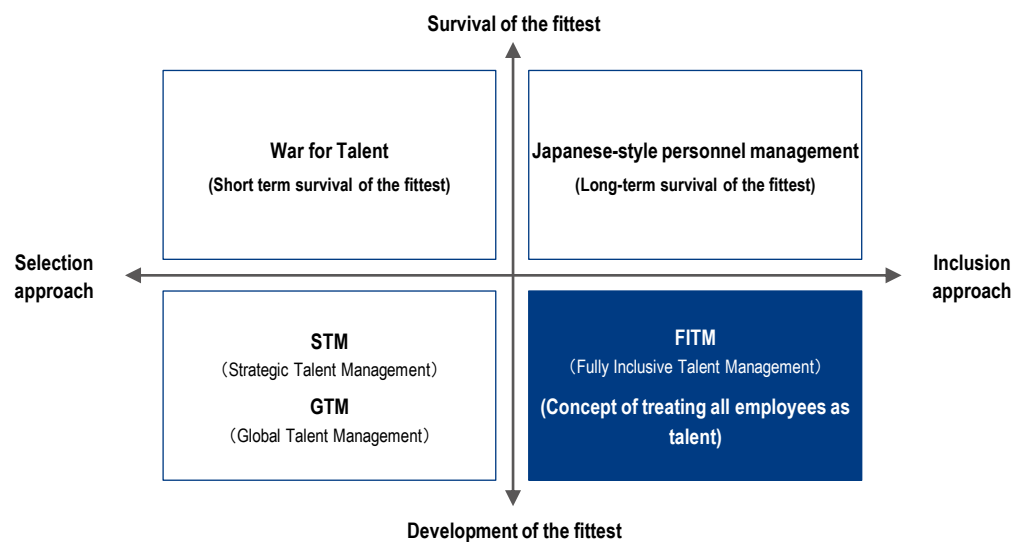 Survival of the fittest
War for Talent
(Short term survival of the fittest)
Japanese-style personnel management
(Long-term survival of the fittest)
Selection
approach
Inclusion
approach
STM
（Strategic Talent Management）
GTM
（Global Talent Management）
FITM
（Fully Inclusive Talent Management）
(Concept of treating all employees as
talent)
Development of the fittest